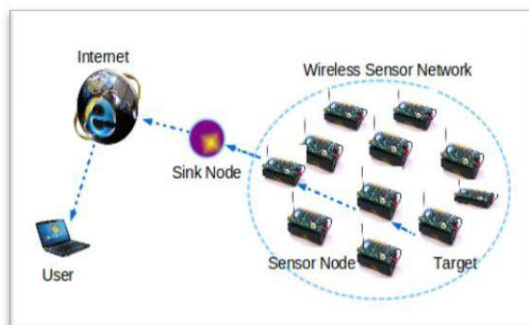 Internet
Wireless Sensor Network
Sink Node
User
Sensor Node
Target